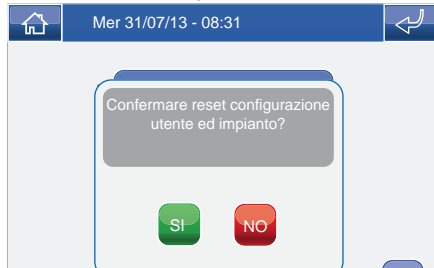 Mer 31/07/13 - 08:31
Confermare reset configurazione
utente ed impianto?
SI
NO